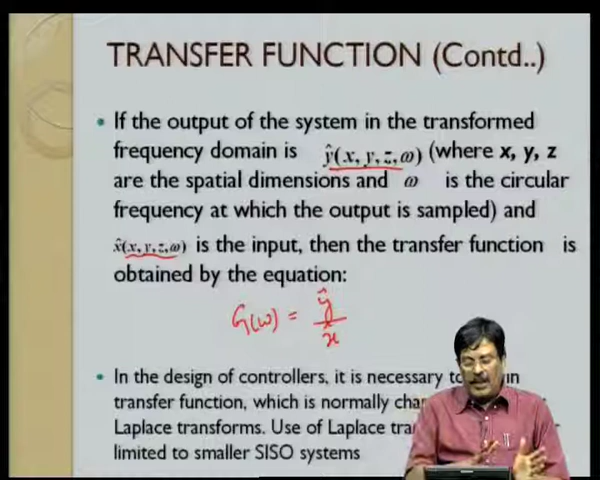 TRANSFER FUNCTION (Contd..)
• If the output of the system in the transformed
frequency domain is ŷ(x, y, z, ω) (where x, y, z
are the spatial dimensions and ω is the circular
frequency at which the output is sampled) and
x̂(x, y, z, ω) is the input, then the transfer function is
obtained by the equation:
G(ω) = ŷ / x̂
• In the design of controllers, it is necessary in
transfer function, which is normally
Laplace transforms. Use of Laplace
limited to smaller SISO systems